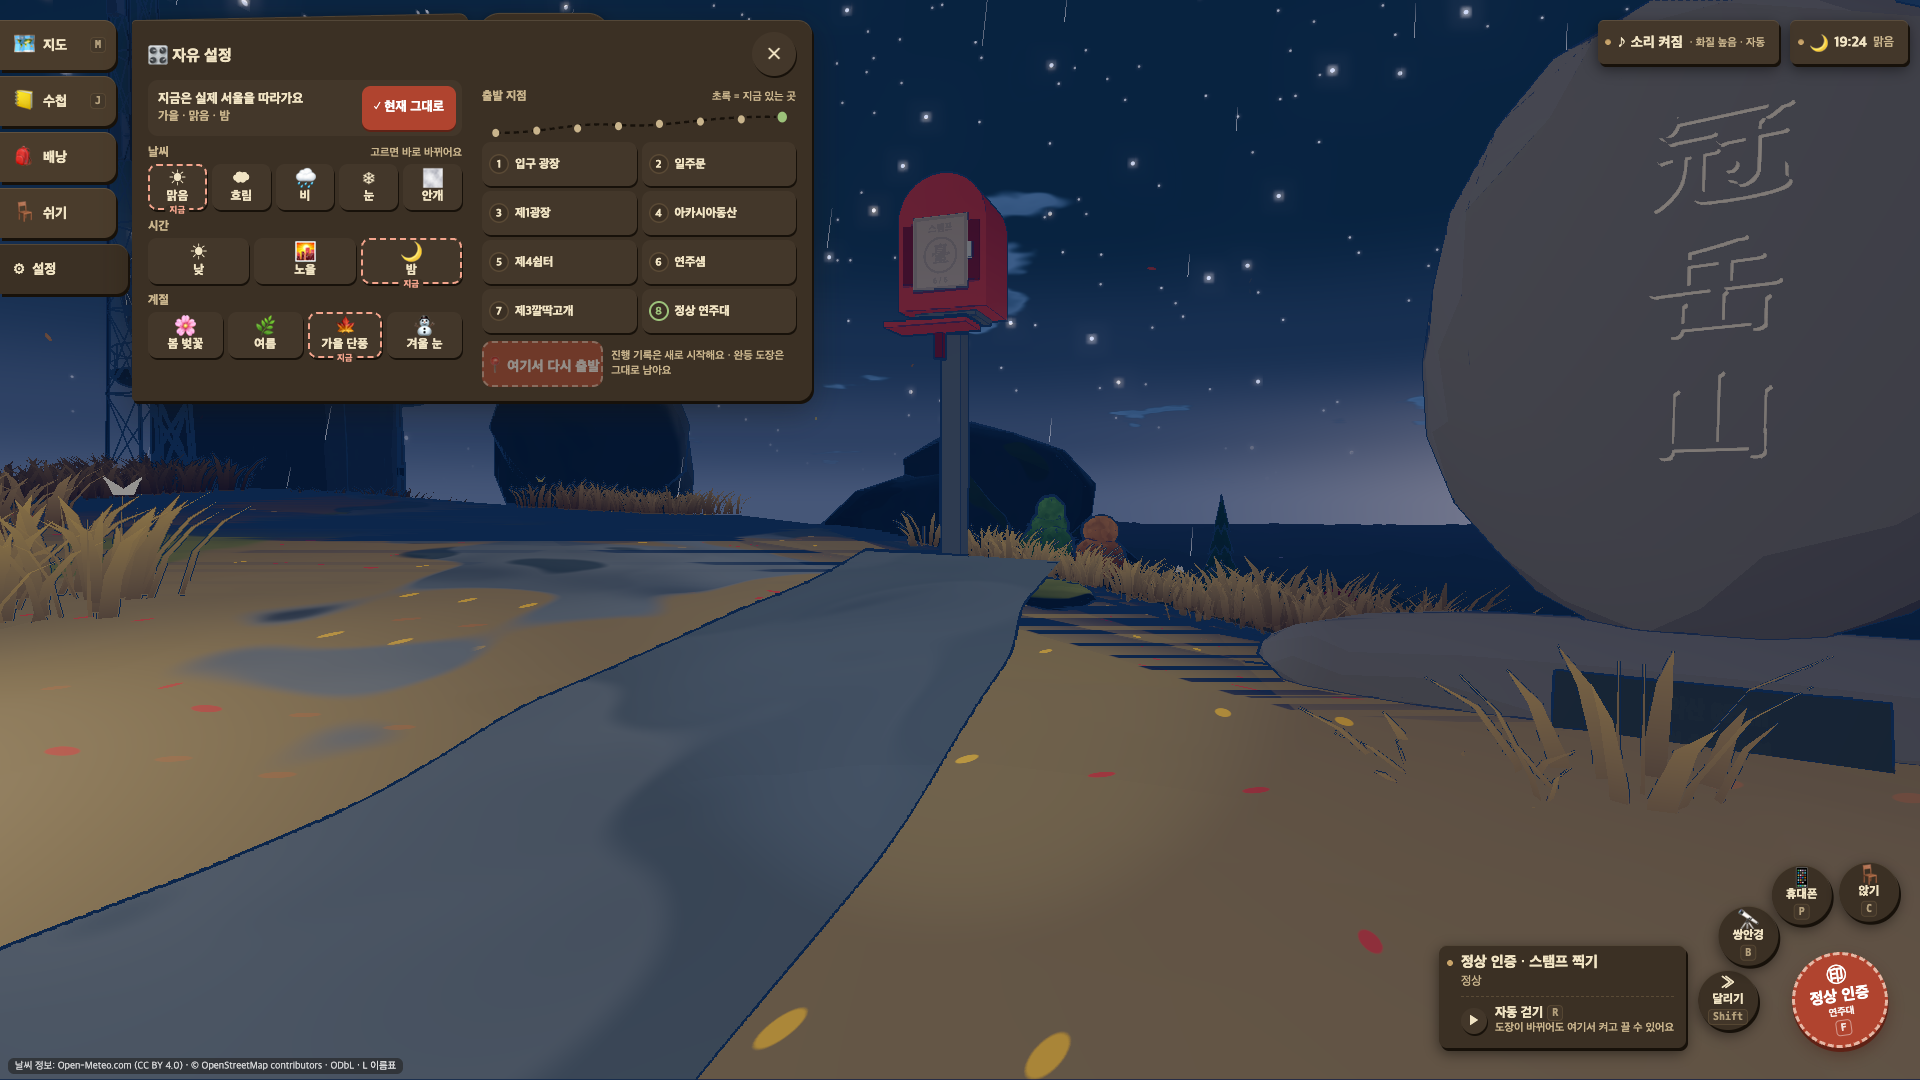 지도 M
수첩 J
배낭
쉬기
설정
자유 설정
지금은 실제 서울을 따라가요
가을 · 맑음 · 밤
✓ 현재 그대로
날씨
고르면 바로 바뀌어요
맑음
지금
흐림
비
눈
안개
시간
낮
노을
밤
지금
계절
봄 벚꽃
여름
가을 단풍
지금
겨울 눈
출발 지점
초록 = 지금 있는 곳
1 입구 광장
2 일주문
3 제1광장
4 아카시아동산
5 제4쉼터
6 연주샘
7 제3깔딱고개
8 정상 연주대
여기서 다시 출발
진행 기록은 새로 시작해요 · 완등 도장은
그대로 남아요
♪ 소리 켜짐 · 화질 높음 · 자동
19:24 맑음
스탬프
冠
岳
山
휴대폰
P
앉기
C
쌍안경
B
달리기
Shift
정상 인증
연주대
F
정상 인증 · 스탬프 찍기
정상
자동 걷기 R
도장이 바뀌어도 여기서 켜고 끌 수 있어요
날씨 정보: Open-Meteo.com (CC BY 4.0) · © OpenStreetMap contributors · ODbL · L 이름표